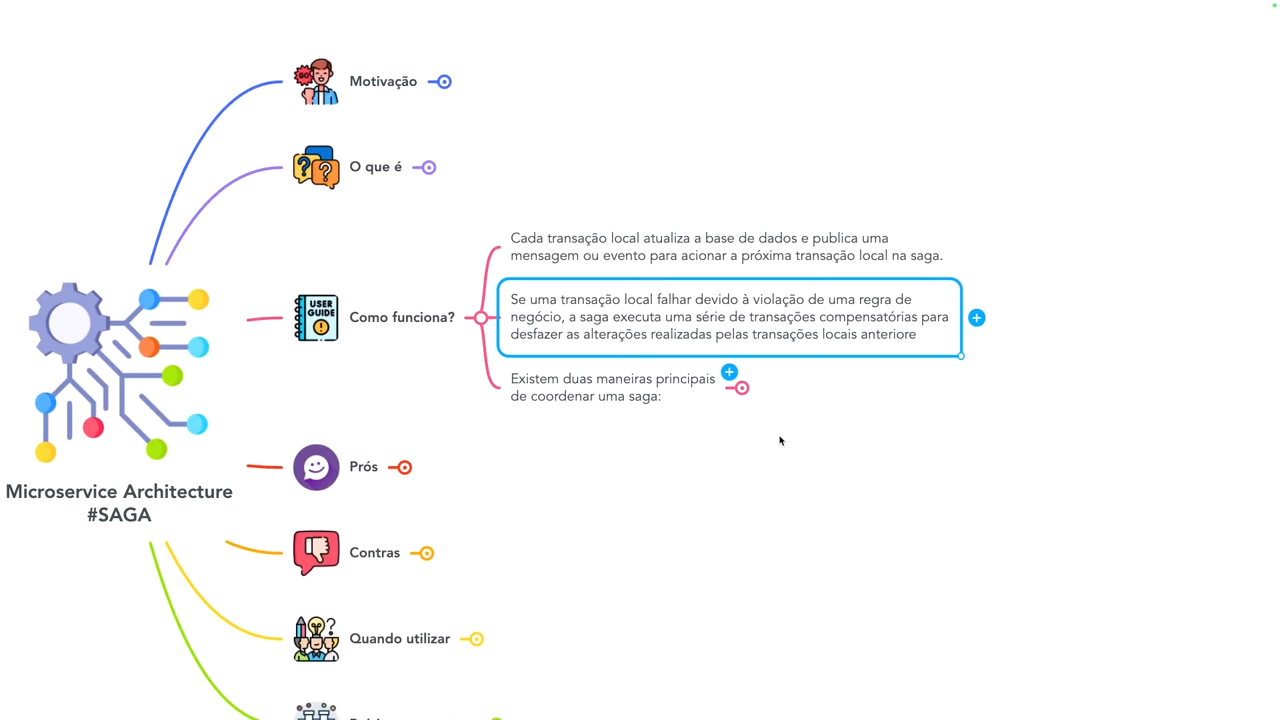 Motivação
O que é
Cada transação local atualiza a base de dados e publica uma
mensagem ou evento para acionar a próxima transação local na saga.
USER
GUIDE
Como funciona?
Se uma transação local falhar devido à violação de uma regra de
negócio, a saga executa uma série de transações compensatórias para
desfazer as alterações realizadas pelas transações locais anteriore
Existem duas maneiras principais
de coordenar uma saga:
Prós
Microservice Architecture
#SAGA
Contras
Quando utilizar